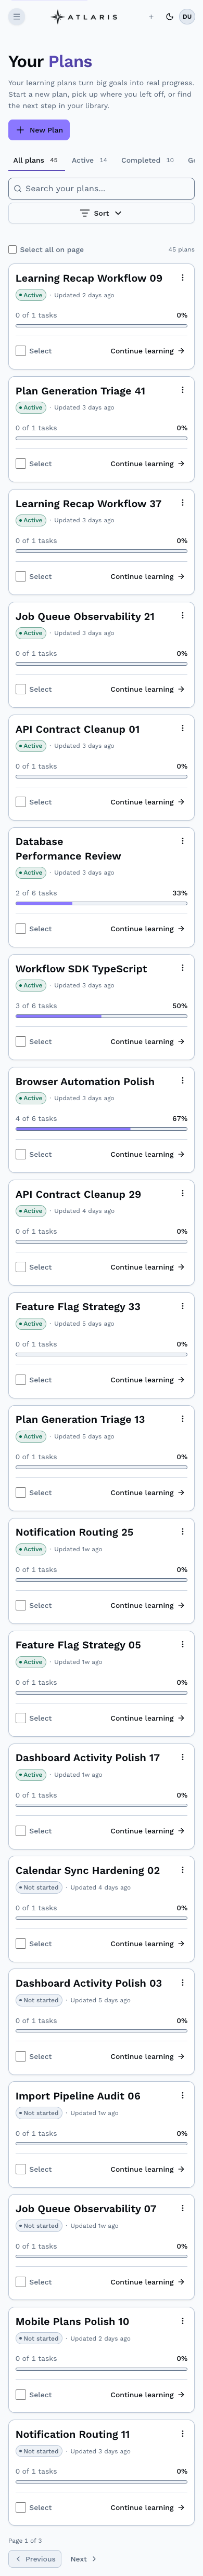 ATLARIS
DU
Your Plans
Your learning plans turn big goals into real progress.
Start a new plan, pick up where you left off, or find
the next step in your library.
New Plan
All plans 45 Active 14 Completed 10
Search your plans...
Sort
Select all on page 45 plans
Learning Recap Workflow 09
Active · Updated 2 days ago
0 of 1 tasks 0%
Select Continue learning →
Plan Generation Triage 41
Active · Updated 3 days ago
0 of 1 tasks 0%
Select Continue learning →
Learning Recap Workflow 37
Active · Updated 3 days ago
0 of 1 tasks 0%
Select Continue learning →
Job Queue Observability 21
Active · Updated 3 days ago
0 of 1 tasks 0%
Select Continue learning →
API Contract Cleanup 01
Active · Updated 3 days ago
0 of 1 tasks 0%
Select Continue learning →
Database
Performance Review
Active · Updated 3 days ago
2 of 6 tasks 33%
Select Continue learning →
Workflow SDK TypeScript
Active · Updated 3 days ago
3 of 6 tasks 50%
Select Continue learning →
Browser Automation Polish
Active · Updated 3 days ago
4 of 6 tasks 67%
Select Continue learning →
API Contract Cleanup 29
Active · Updated 4 days ago
0 of 1 tasks 0%
Select Continue learning →
Feature Flag Strategy 33
Active · Updated 5 days ago
0 of 1 tasks 0%
Select Continue learning →
Plan Generation Triage 13
Active · Updated 5 days ago
0 of 1 tasks 0%
Select Continue learning →
Notification Routing 25
Active · Updated 1w ago
0 of 1 tasks 0%
Select Continue learning →
Feature Flag Strategy 05
Active · Updated 1w ago
0 of 1 tasks 0%
Select Continue learning →
Dashboard Activity Polish 17
Active · Updated 1w ago
0 of 1 tasks 0%
Select Continue learning →
Calendar Sync Hardening 02
Not started · Updated 4 days ago
0 of 1 tasks 0%
Select Continue learning →
Dashboard Activity Polish 03
Not started · Updated 5 days ago
0 of 1 tasks 0%
Select Continue learning →
Import Pipeline Audit 06
Not started · Updated 1w ago
0 of 1 tasks 0%
Select Continue learning →
Job Queue Observability 07
Not started · Updated 1w ago
0 of 1 tasks 0%
Select Continue learning →
Mobile Plans Polish 10
Not started · Updated 2 days ago
0 of 1 tasks 0%
Select Continue learning →
Notification Routing 11
Not started · Updated 3 days ago
0 of 1 tasks 0%
Select Continue learning →
Page 1 of 3
Previous Next